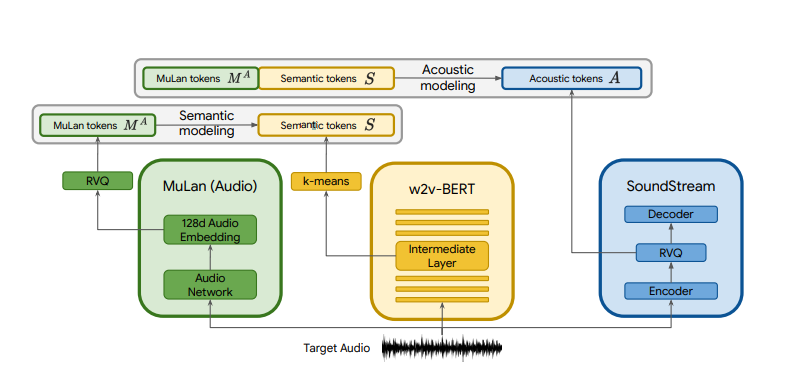 MuLan tokens M^A Semantic tokens S Acoustic modeling Acoustic tokens A
MuLan tokens M^A Semantic modeling Semantic tokens S
RVQ
MuLan (Audio)
k-means
w2v-BERT
SoundStream
128d Audio
Embedding
Intermediate
Layer
Decoder
RVQ
Audio
Network
Encoder
Target Audio